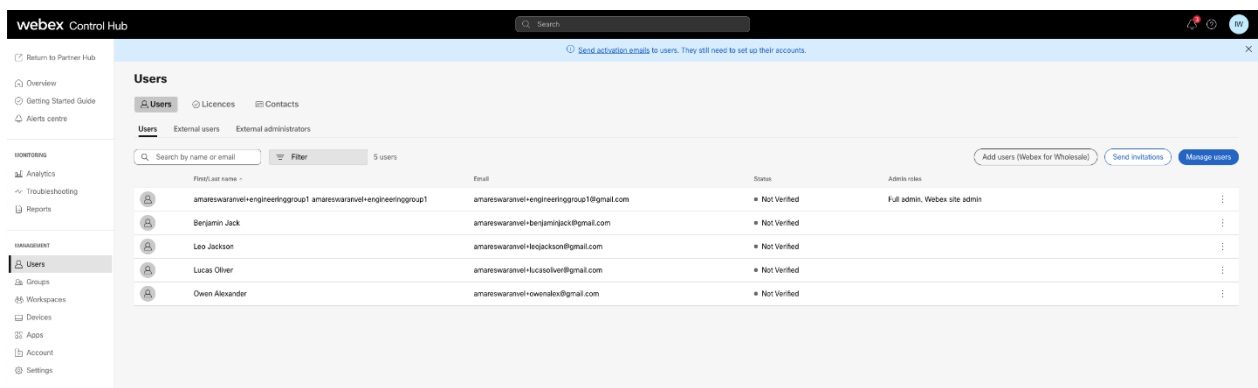 webex Control Hub
Search
IW
Return to Partner Hub
Overview
Getting Started Guide
Alerts centre
MONITORING
Analytics
Troubleshooting
Reports
MANAGEMENT
Users
Groups
Workspaces
Devices
Apps
Account
Settings
Send activation emails to users. They still need to set up their accounts.
Users
Users Licences Contacts
Users External users External administrators
Search by name or email Filter 5 users Add users (Webex for Wholesale) Send invitations Manage users
First/Last name Email Status Admin roles
amareswaranvel+engineeringgroup1 amareswaranvel+engineeringgroup1 amareswaranvel+engineeringgroup1@gmail.com Not Verified Full admin, Webex site admin
Benjamin Jack amareswaranvel+benjaminjack@gmail.com Not Verified
Leo Jackson amareswaranvel+leojackson@gmail.com Not Verified
Lucas Oliver amareswaranvel+lucasoliver@gmail.com Not Verified
Owen Alexander amareswaranvel+owenalex@gmail.com Not Verified